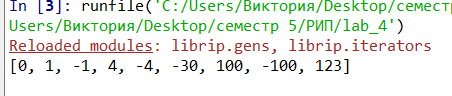 In [3]: runfile('C:/Users/Виктория/Desktop/семест
Users/Виктория/Desktop/семестр 5/РИП/lab_4')
Reloaded modules: librip.gens, librip.iterators
[0, 1, -1, 4, -4, -30, 100, -100, 123]